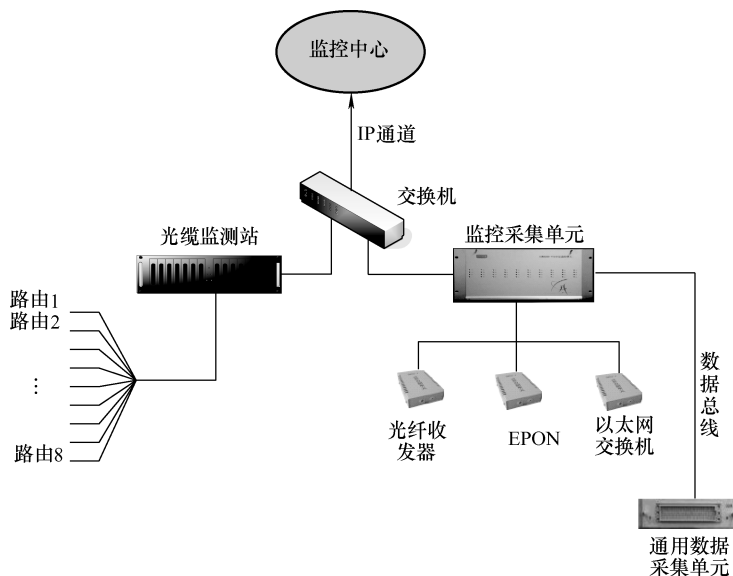 监控中心
IP通道
交换机
光缆监测站
监控采集单元
路由1
路由2
⋮
路由8
光纤收
发器
EPON
以太网
交换机
数据总线
通用数据
采集单元